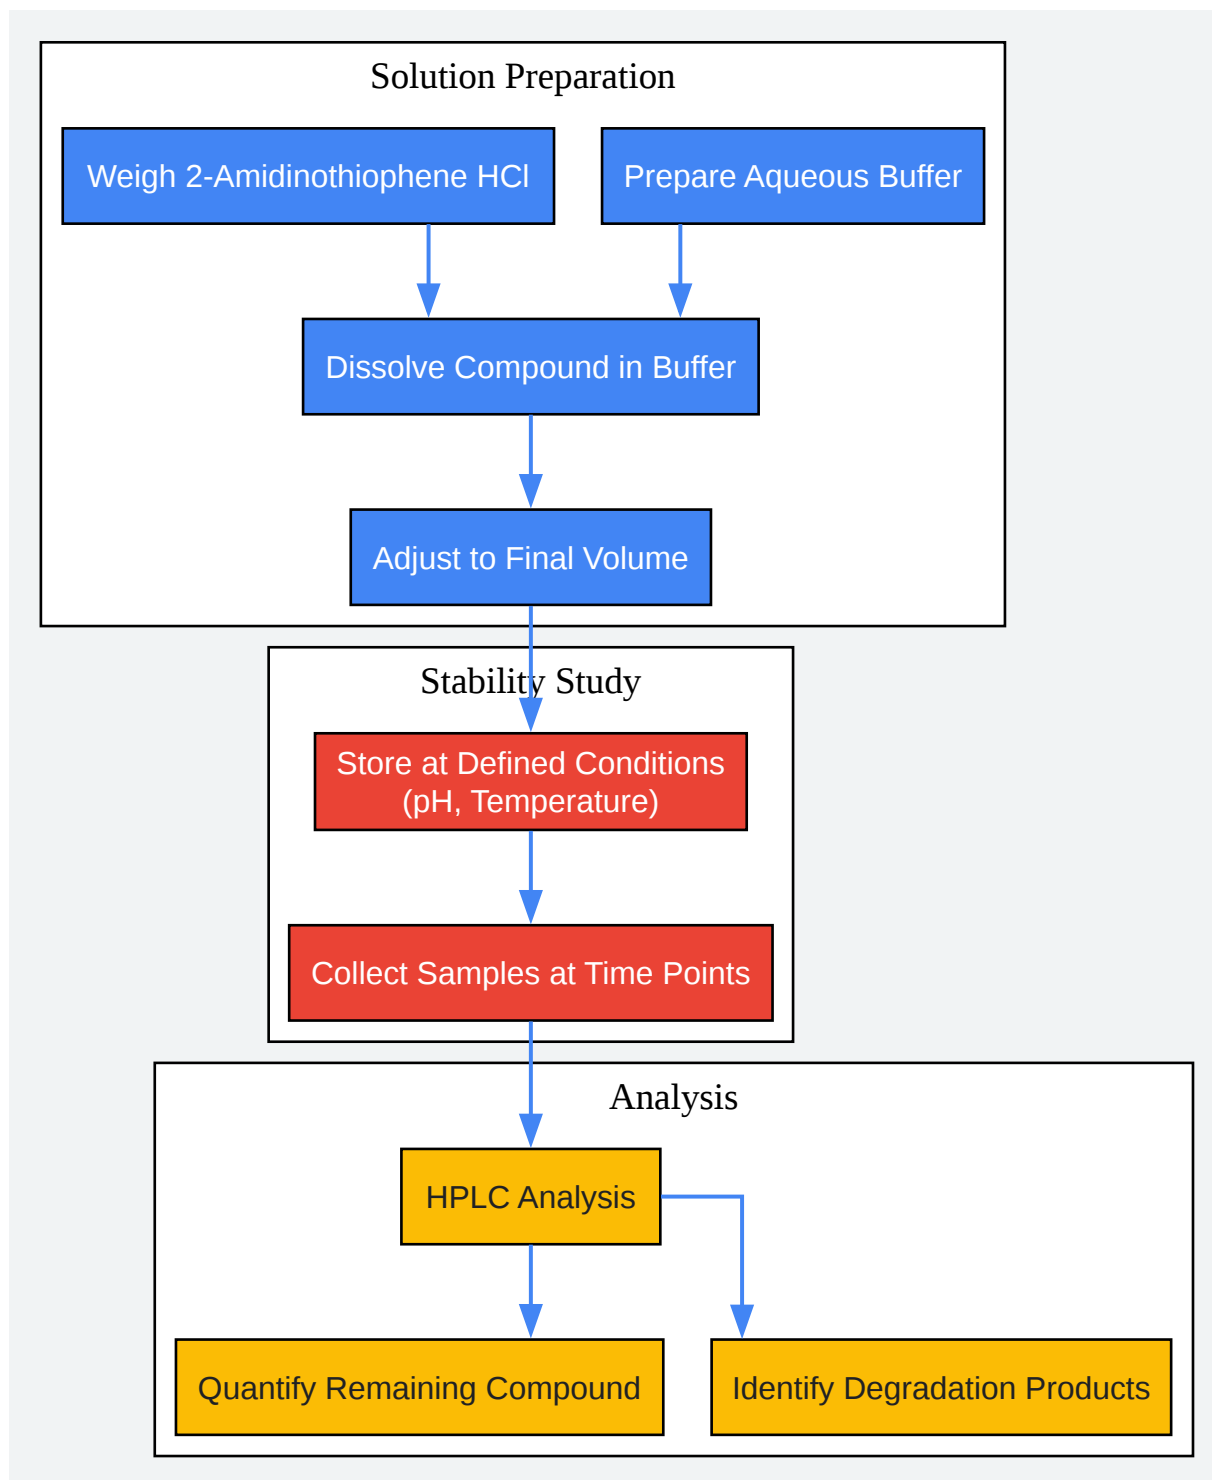 Solution Preparation
Weigh 2-Amidinothiophene HCl
Prepare Aqueous Buffer
Dissolve Compound in Buffer
Adjust to Final Volume
Stability Study
Store at Defined Conditions
(pH, Temperature)
Collect Samples at Time Points
Analysis
HPLC Analysis
Quantify Remaining Compound
Identify Degradation Products